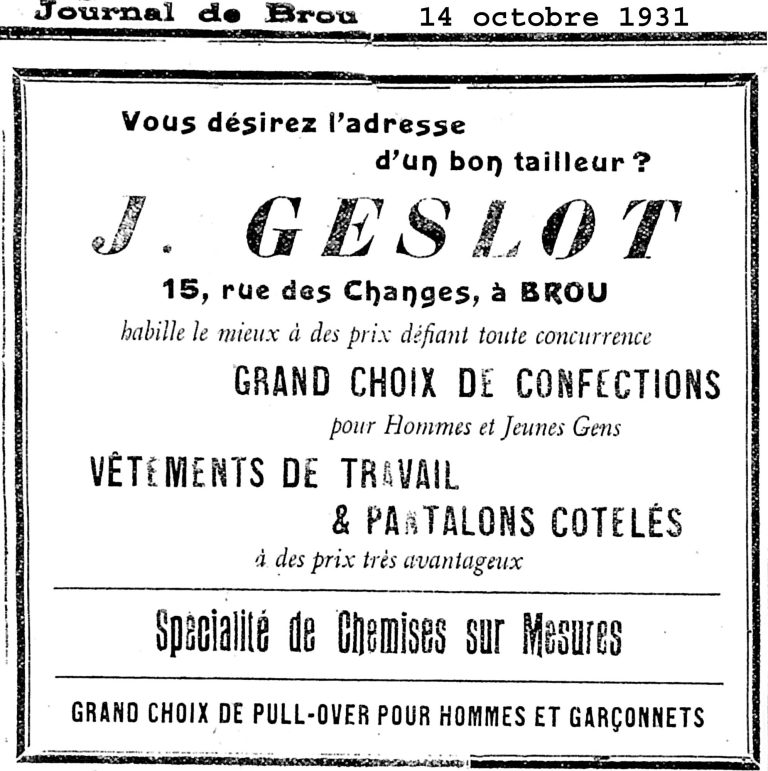 Journal de Brou 14 octobre 1931
Vous désirez l'adresse
d'un bon tailleur ?
J. GESLOT
15, rue des Changes, à BROU
habille le mieux à des prix défiant toute concurrence
GRAND CHOIX DE CONFECTIONS
pour Hommes et Jeunes Gens
VÊTEMENTS DE TRAVAIL
& PANTALONS COTELÉS
à des prix très avantageux
Spécialité de Chemises sur Mesures
GRAND CHOIX DE PULL-OVER POUR HOMMES ET GARÇONNETS